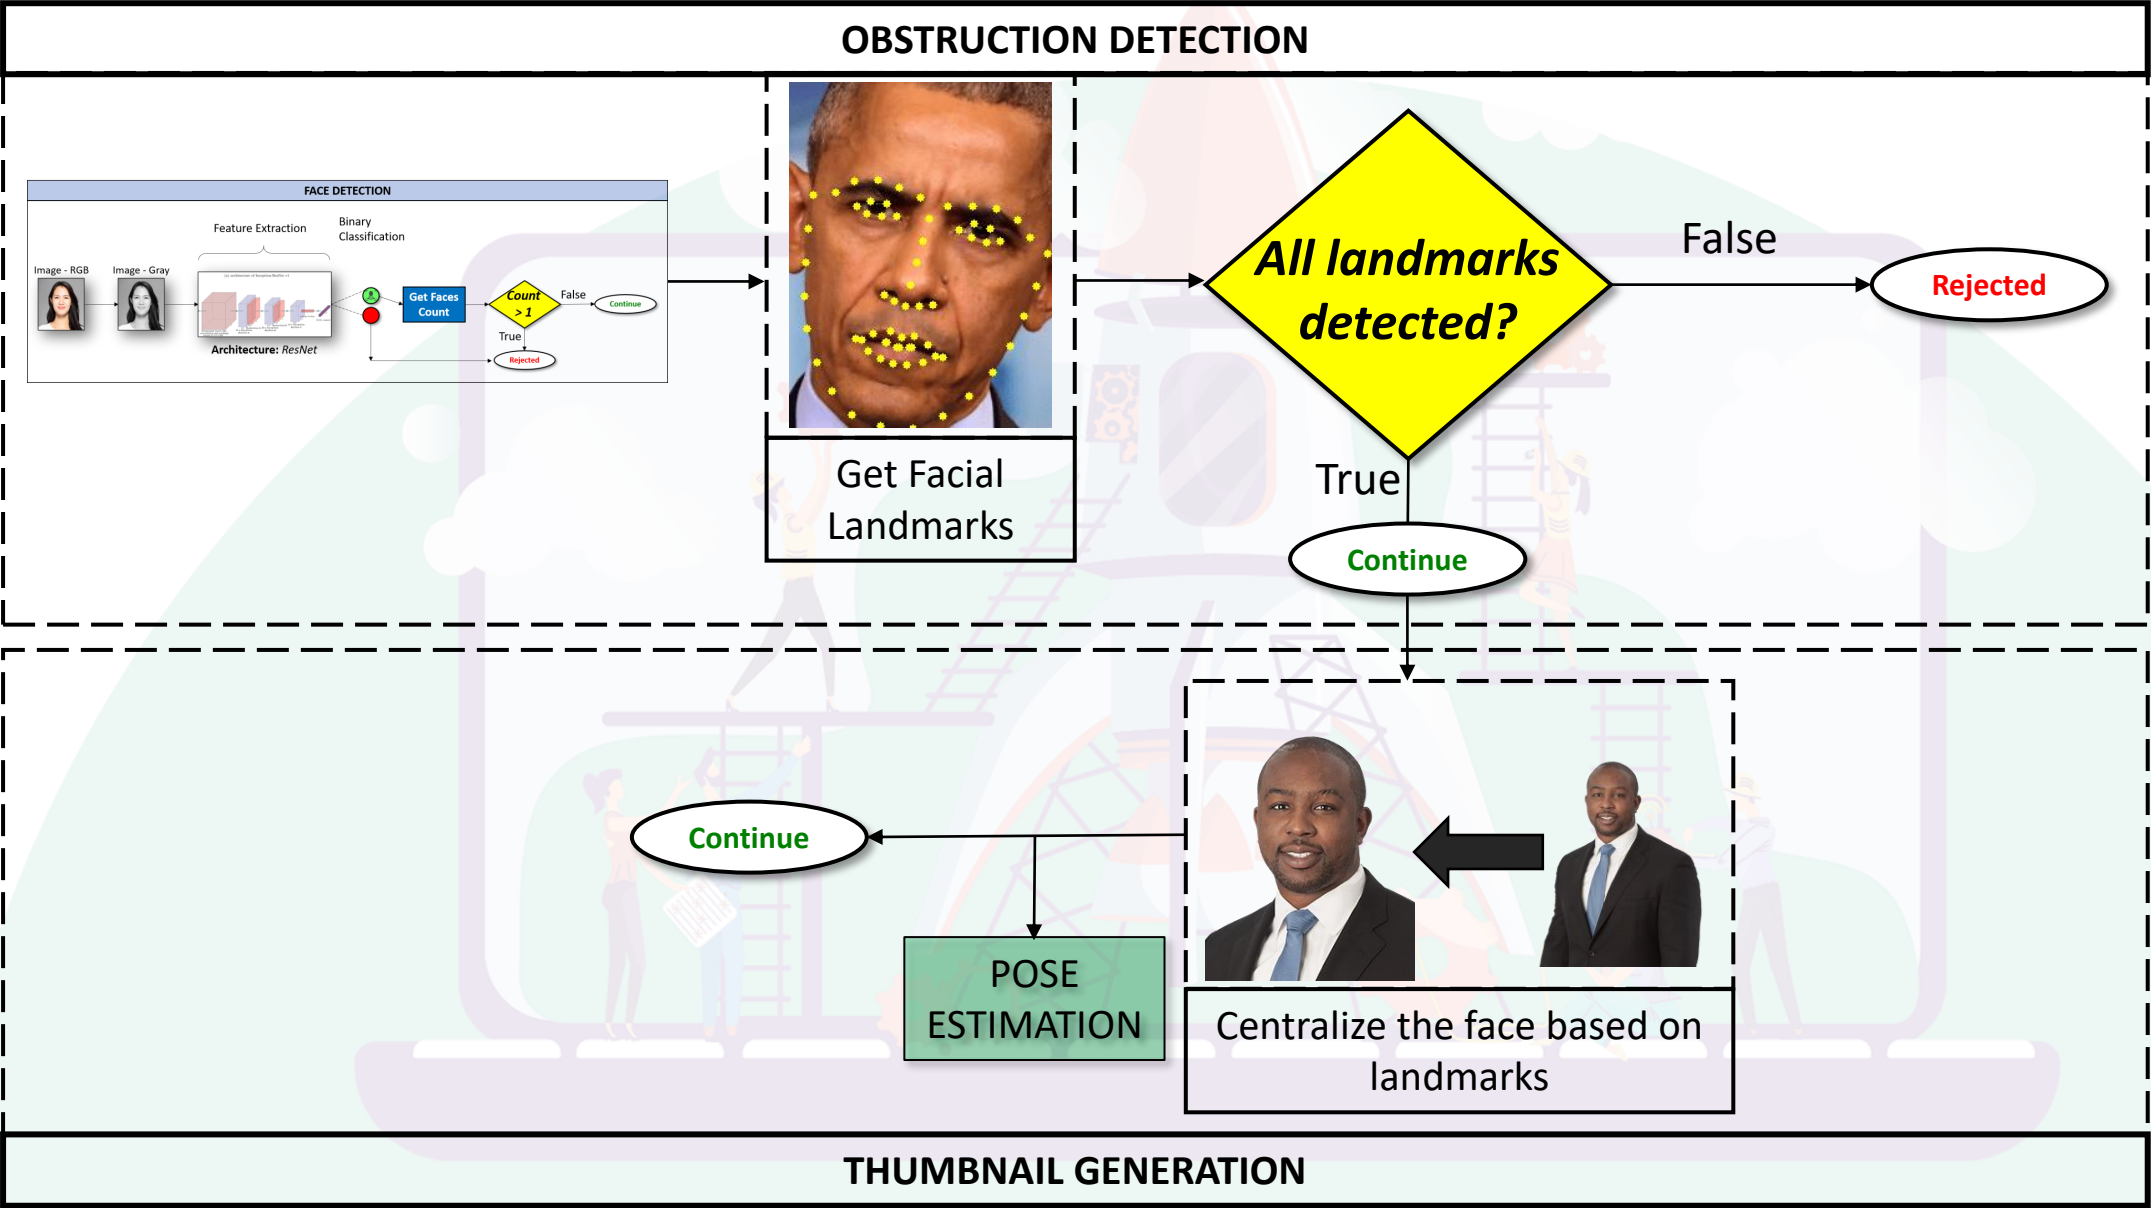 OBSTRUCTION DETECTION
FACE DETECTION
Feature Extraction
Binary
Classification
Image - RGB
Image - Gray
Architecture: ResNet
Get Faces
Count
Count
> 1
False
Continue
True
Rejected
Get Facial
Landmarks
All landmarks
detected?
False
Rejected
True
Continue
Continue
POSE
ESTIMATION
Centralize the face based on
landmarks
THUMBNAIL GENERATION